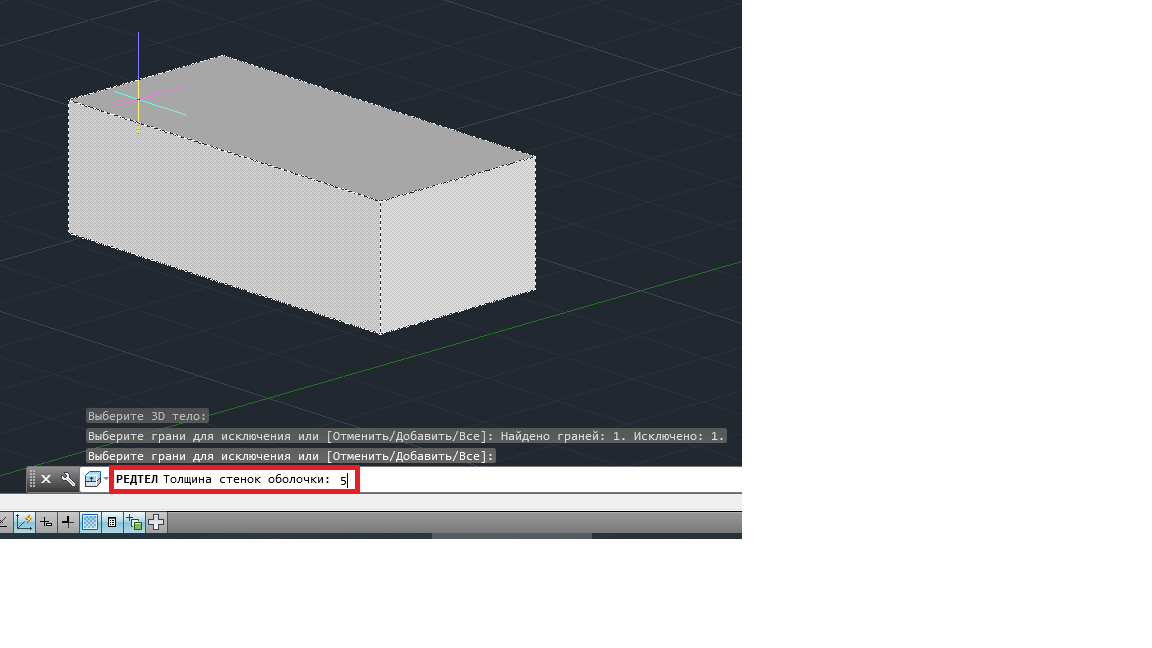 Выберите 3D тело:
Выберите грани для исключения или [Отменить/Добавить/Все]: Найдено граней: 1. Исключено: 1.
Выберите грани для исключения или [Отменить/Добавить/Все]:
РЕДТЕЛ Толщина стенок оболочки: 5